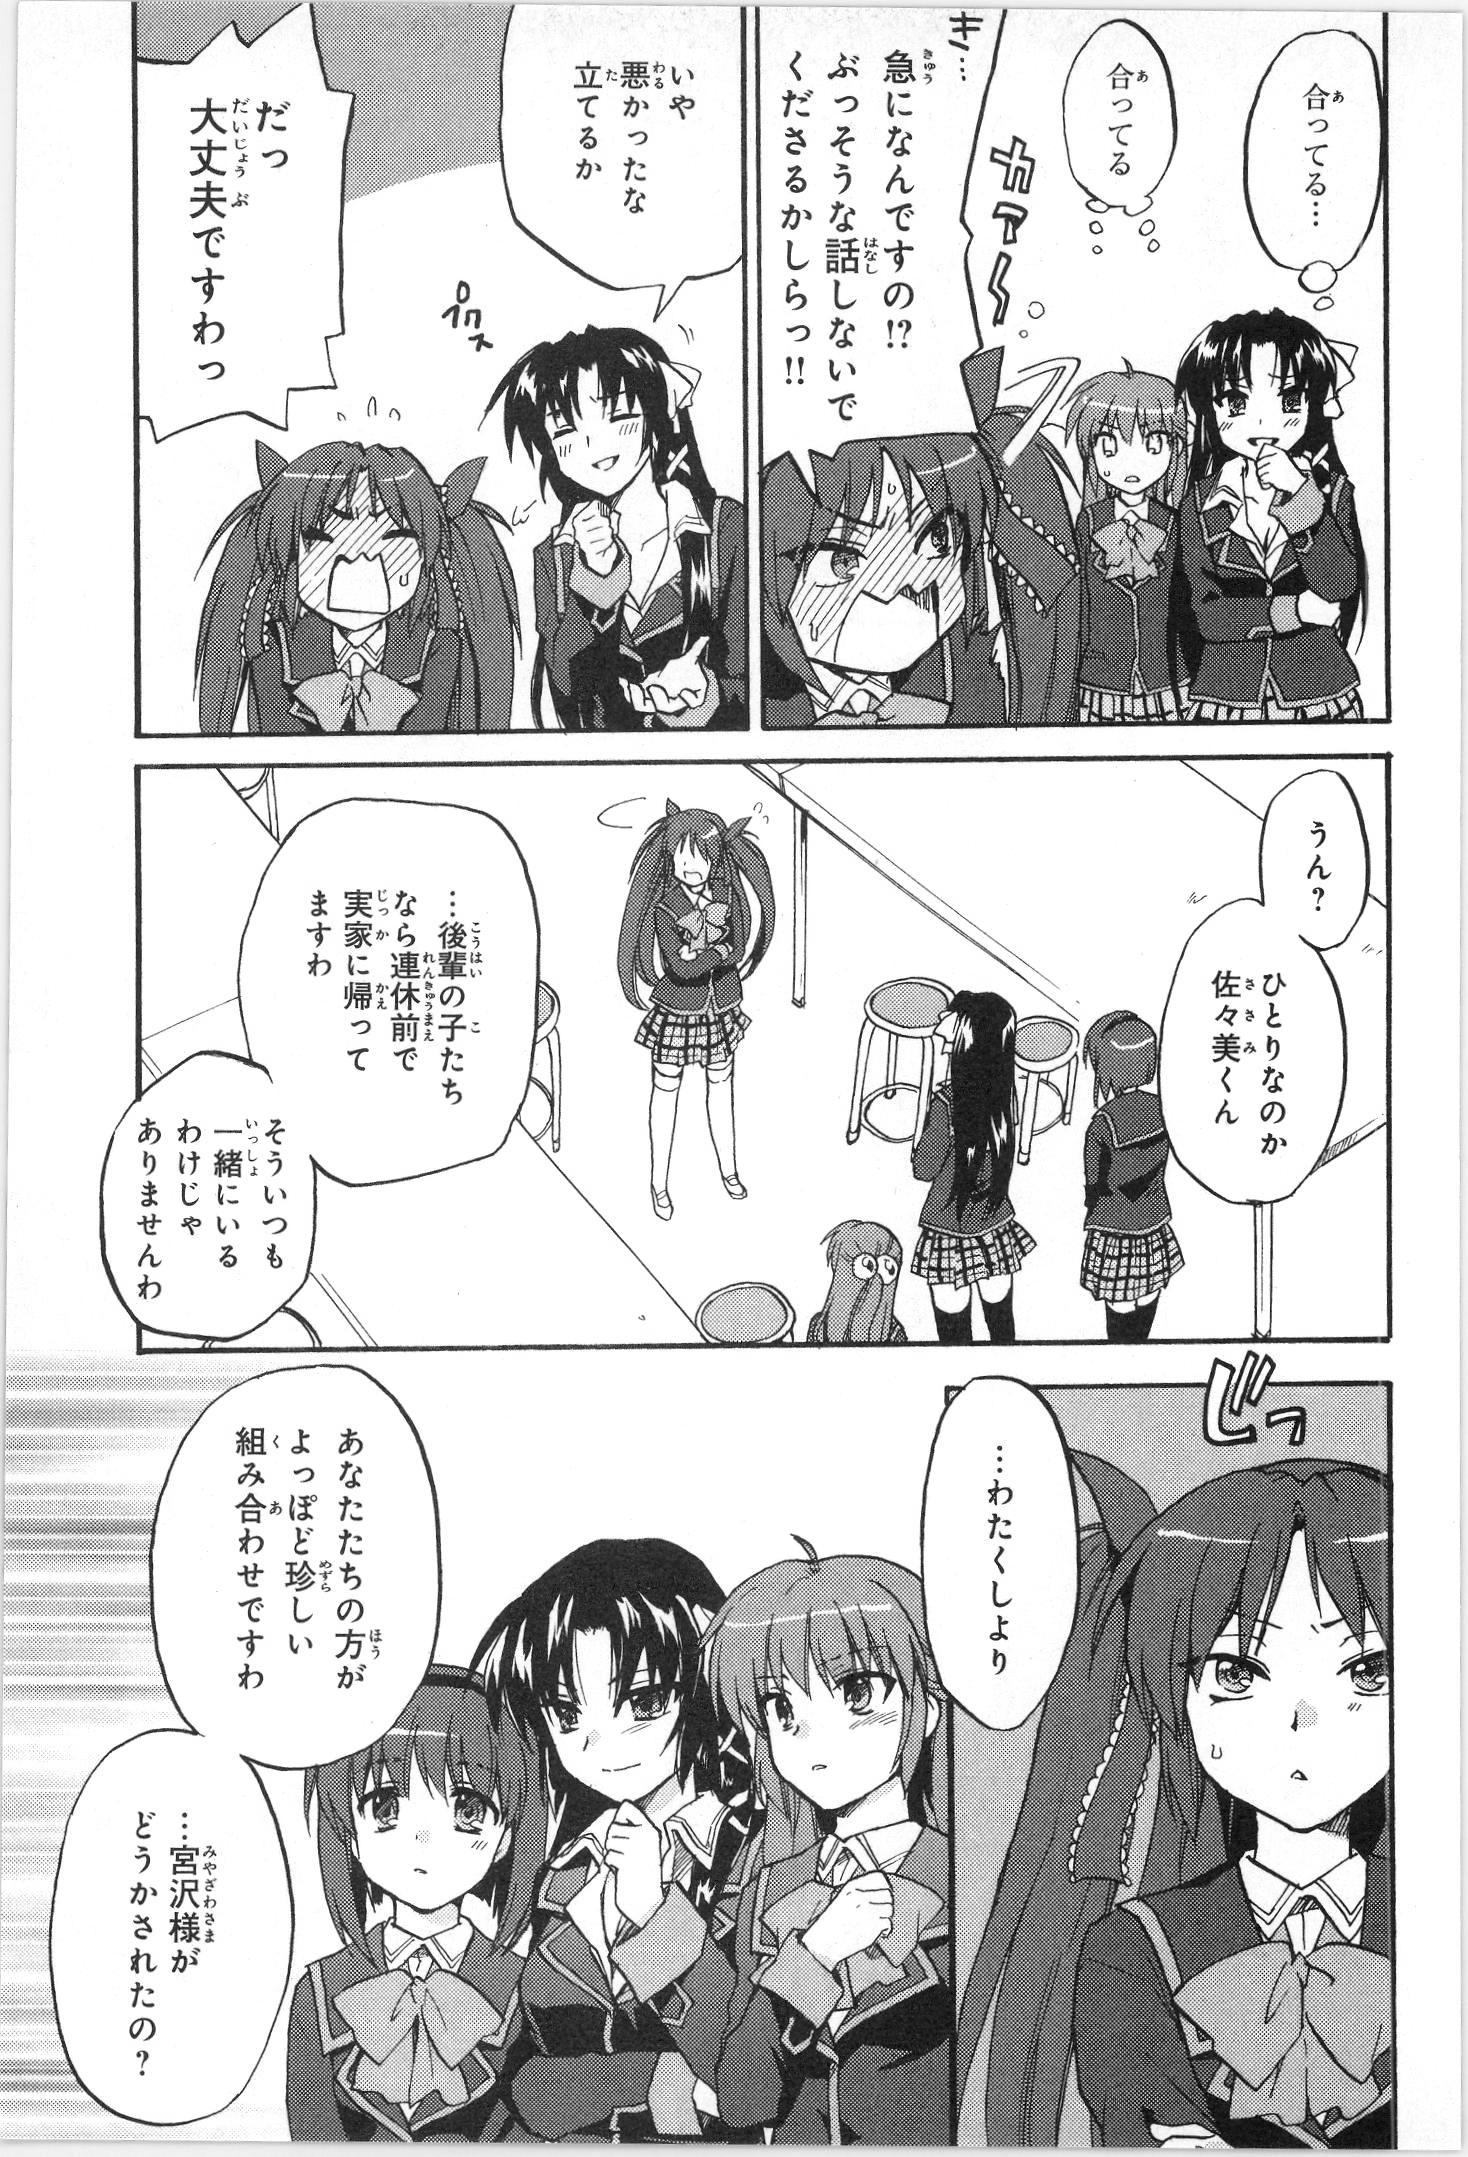 合ってる…
合ってる
カァ〜
き…
急になんですの!?
ぶっそうな話しないで
くださるかしらっ!!
いや
悪かったな
立てるか
プクス
だっ
大丈夫ですわっ
うん?
ひとりなのか
佐々美くん
…後輩の子たち
なら連休前で
実家に帰って
ますわ
そういつも
一緒にいる
わけじゃ
ありませんわ
じっ
…わたくしより
あなたたちの方が
よっぽど珍しい
組み合わせですわ
…宮沢様が
どうかされたの?